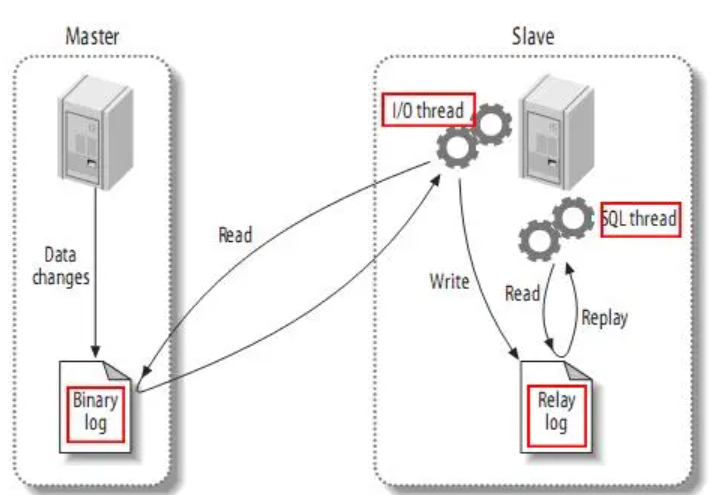 Master
Slave
I/O thread
SQL thread
Read
Data
changes
Write
Read
Replay
Binary
log
Relay
log